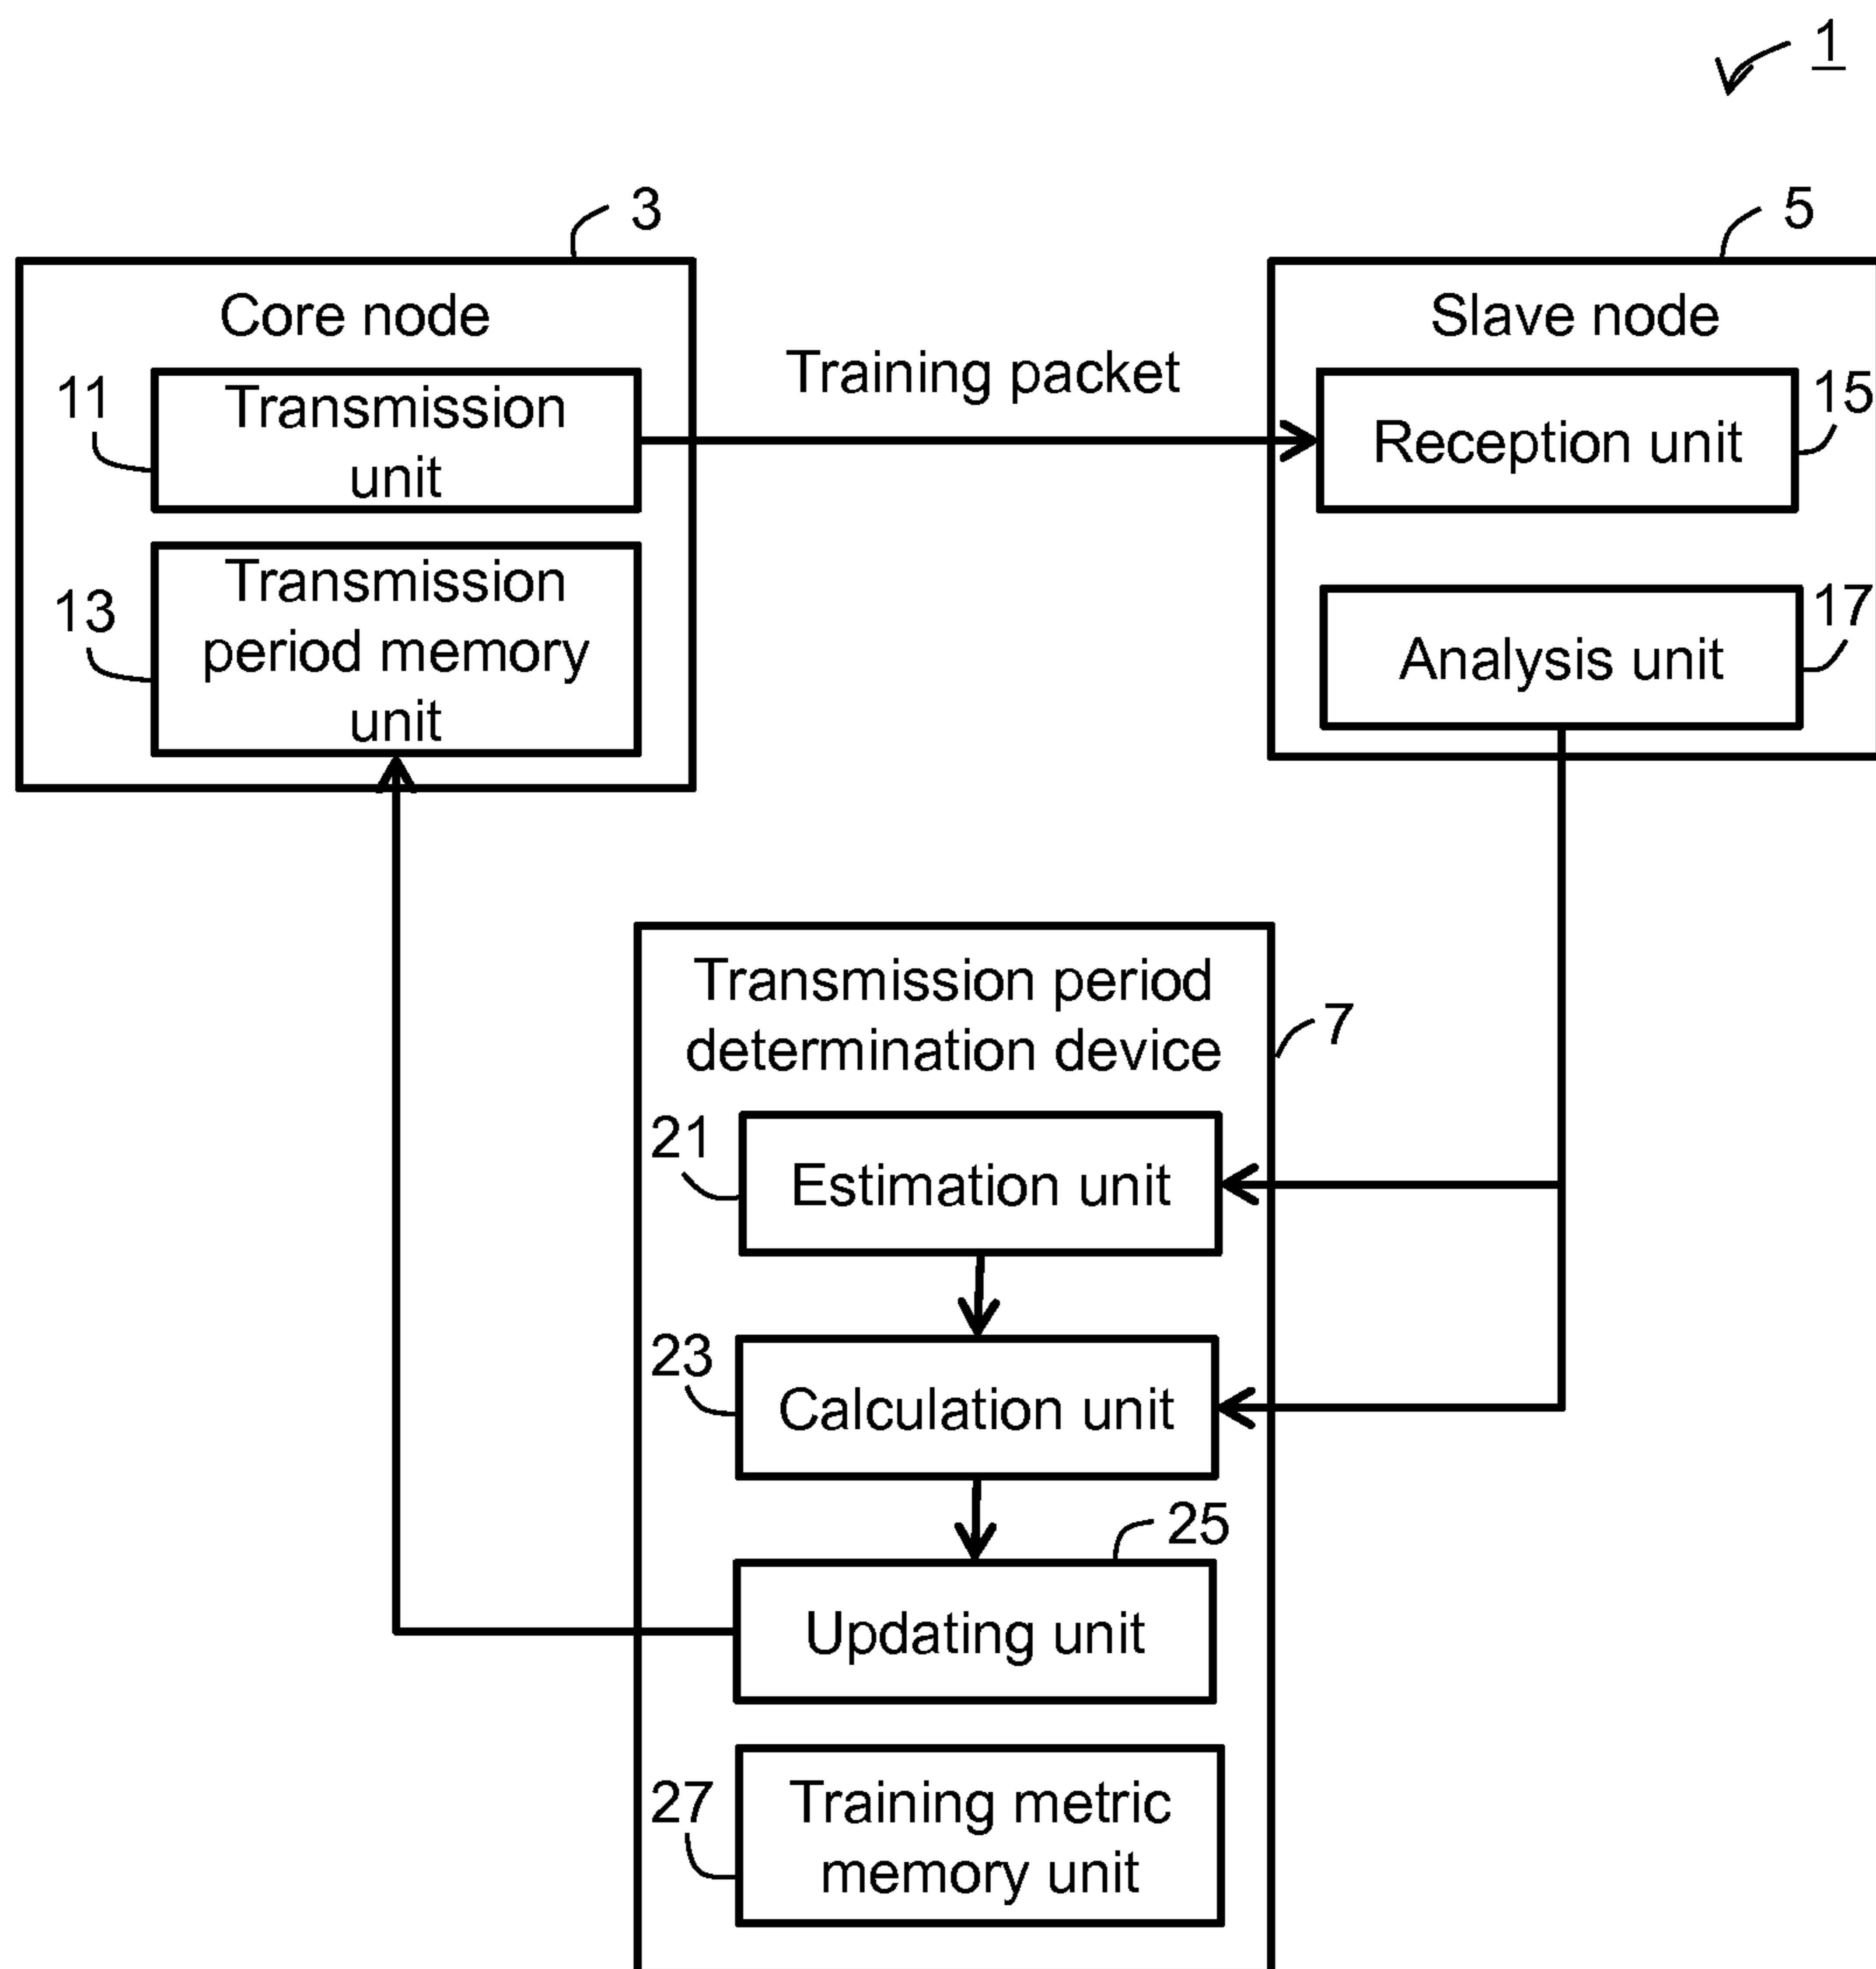 1
3
5
Core node
Slave node
Training packet
11
Transmission
unit
Reception unit
15
13
Transmission
period memory
unit
Analysis unit
17
Transmission period
determination device
7
21
Estimation unit
23
Calculation unit
25
Updating unit
27
Training metric
memory unit